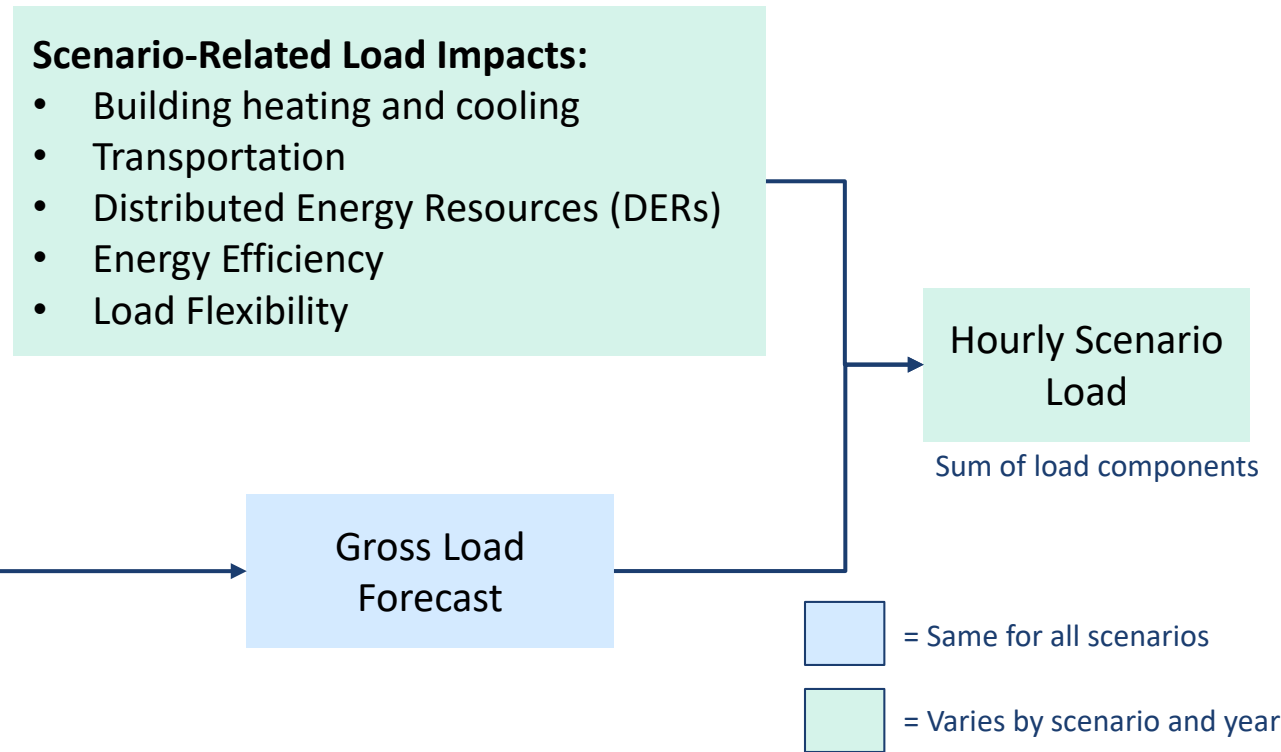 Scenario-Related Load Impacts:
• Building heating and cooling
• Transportation
• Distributed Energy Resources (DERs)
• Energy Efficiency
• Load Flexibility
Hourly Scenario
Load
Sum of load components
Gross Load
Forecast
= Same for all scenarios
= Varies by scenario and year